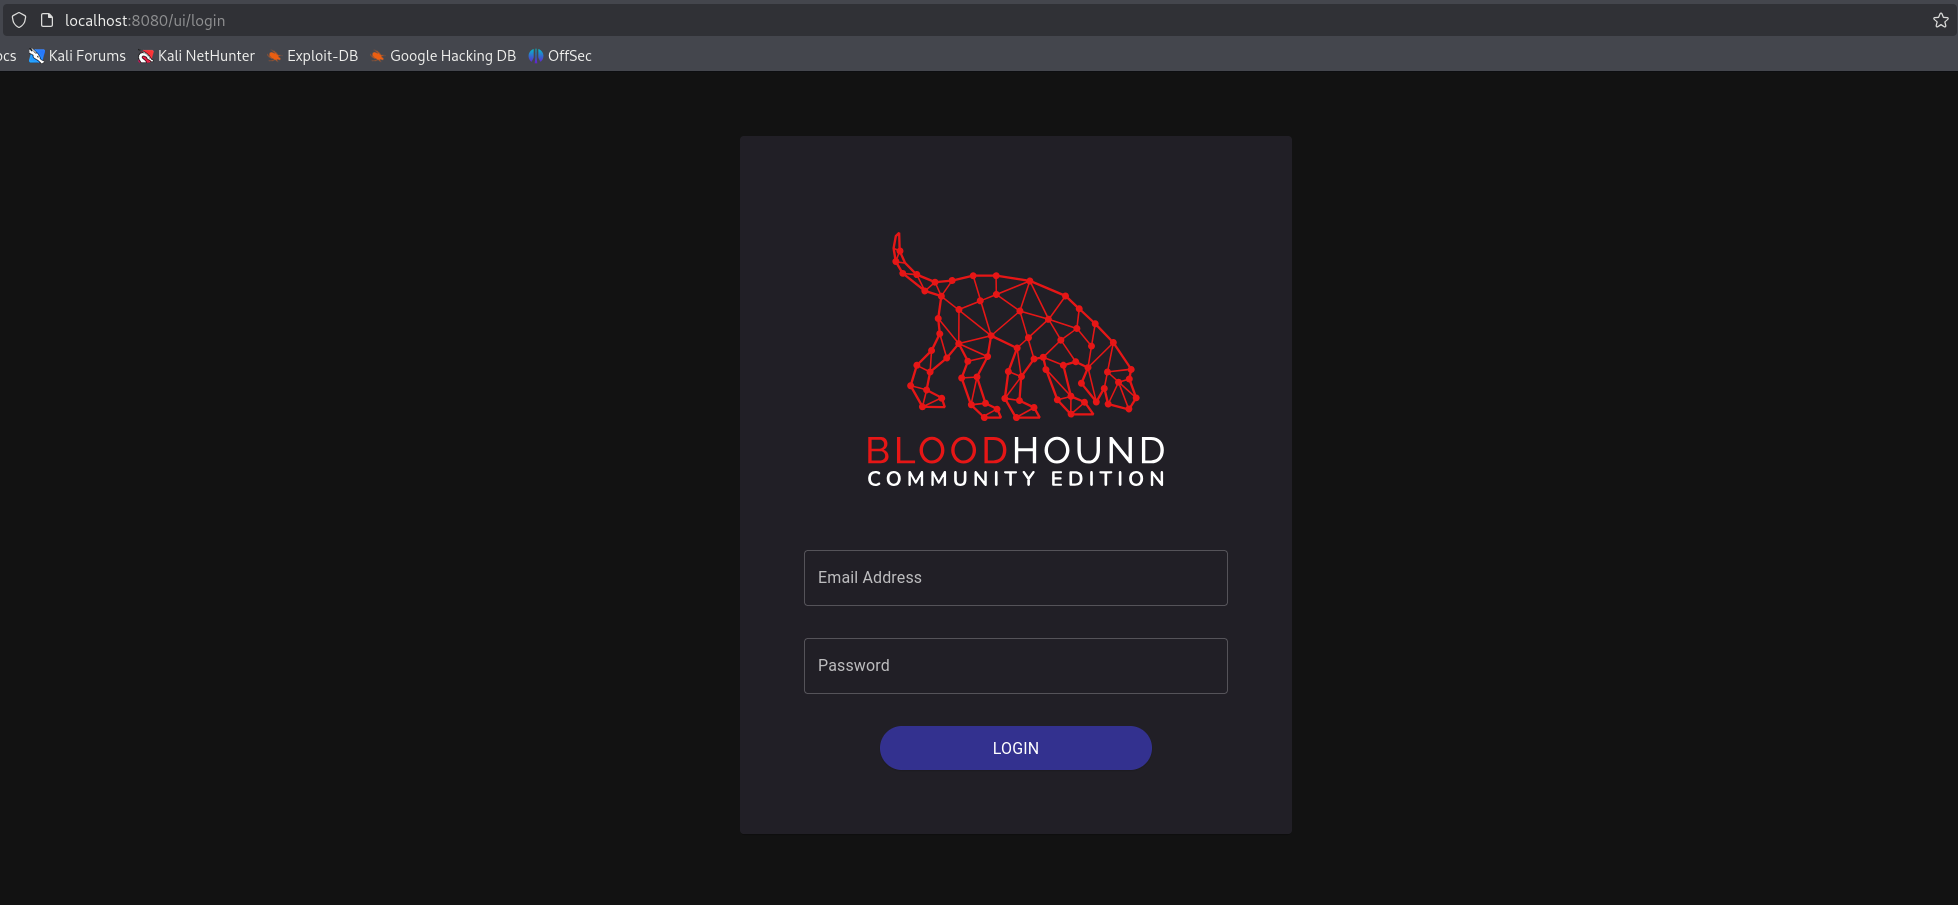 localhost:8080/ui/login
ocs Kali Forums Kali NetHunter Exploit-DB Google Hacking DB OffSec
BLOODHOUND
COMMUNITY EDITION
Email Address
Password
LOGIN